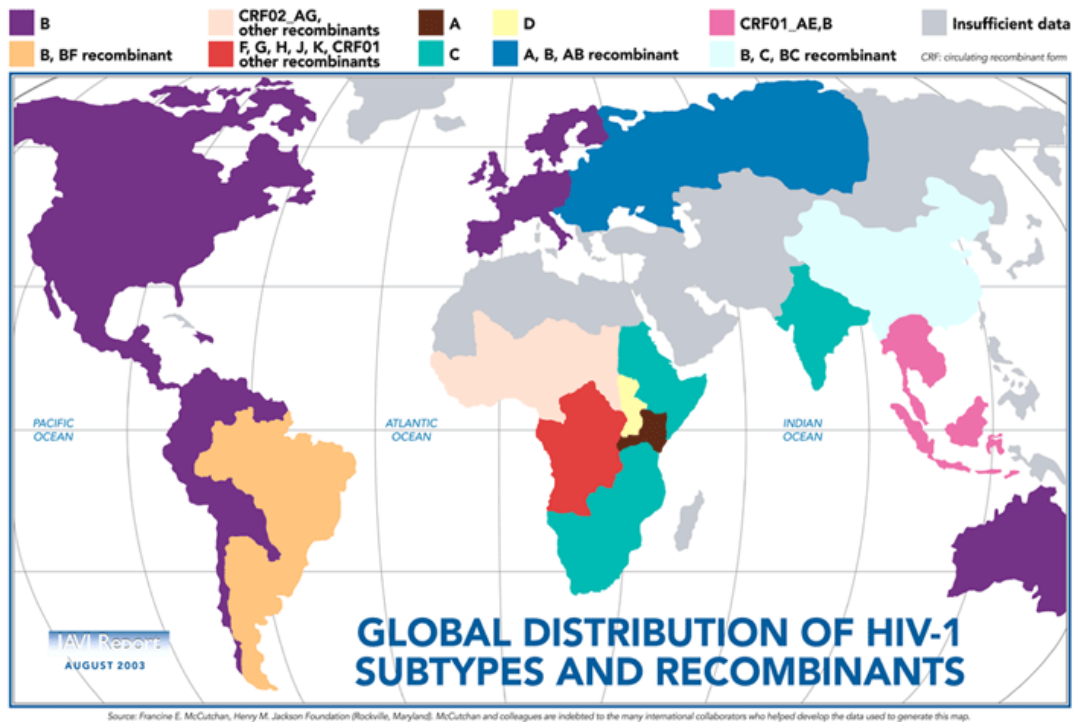 B
CRF02_AG,
other recombinants
A
D
CRF01_AE,B
Insufficient data
B, BF recombinant
F, G, H, J, K, CRF01
other recombinants
C
A, B, AB recombinant
B, C, BC recombinant
CRF: circulating recombinant form
PACIFIC
OCEAN
ATLANTIC
OCEAN
INDIAN
OCEAN
IAVI Report
AUGUST 2003
GLOBAL DISTRIBUTION OF HIV-1
SUBTYPES AND RECOMBINANTS
Source: Francine E. McCutchan, Henry M. Jackson Foundation (Rockville, Maryland). McCutchan and colleagues are indebted to the many international collaborators who helped develop the data used to generate this map.